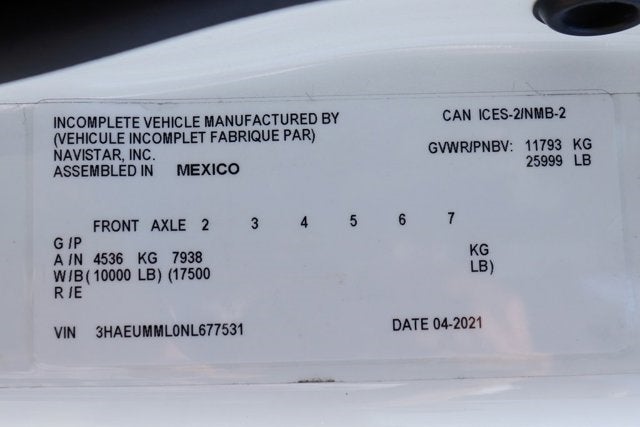 INCOMPLETE VEHICLE MANUFACTURED BY
(VEHICULE INCOMPLET FABRIQUE PAR)
NAVISTAR, INC.
ASSEMBLED IN MEXICO
CAN ICES-2/NMB-2
GVWR/PNBV: 11793 KG
25999 LB
FRONT AXLE 2 3 4 5 6 7
G /P
A /N 4536 KG 7938 KG
W/B (10000 LB) (17500 LB)
R /E
VIN 3HAEUMML0NL677531
DATE 04-2021